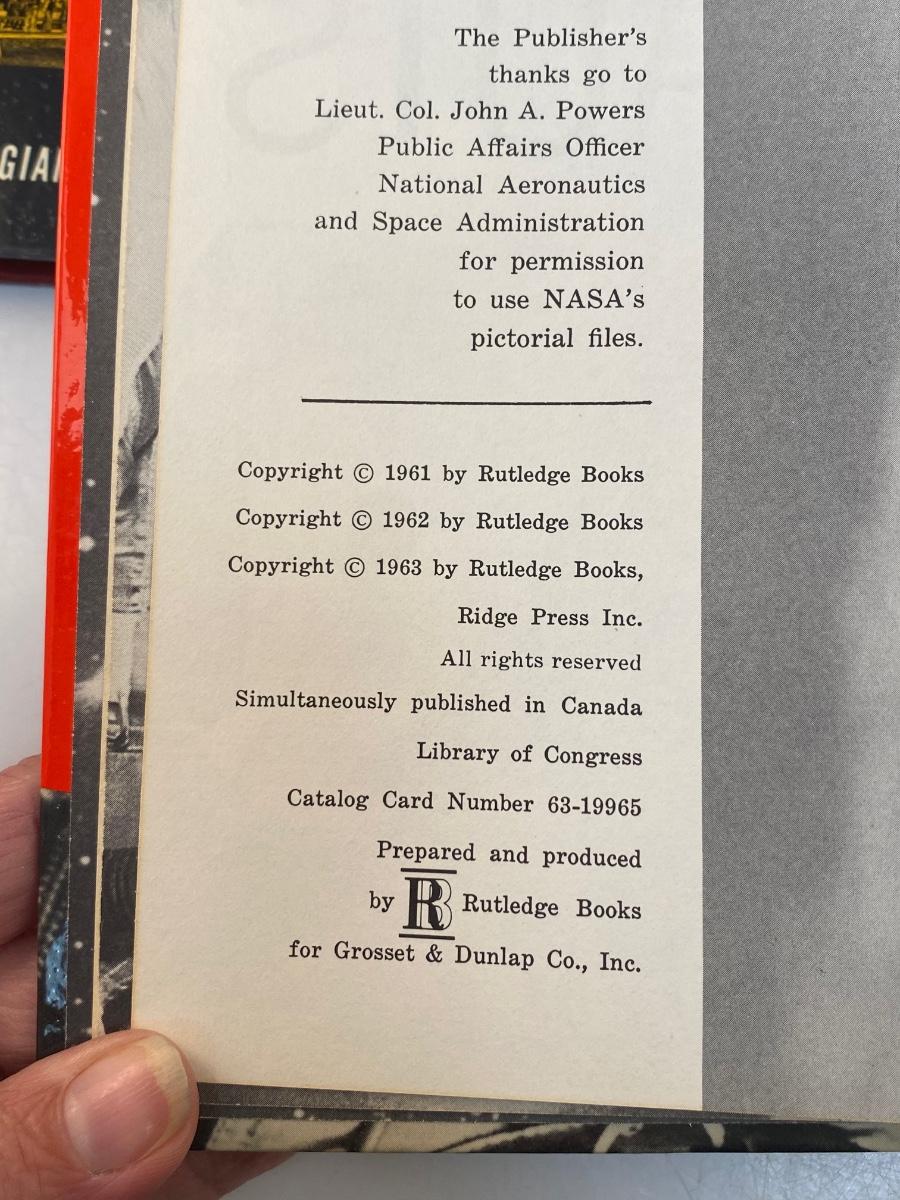 GIA
The Publisher's
thanks go to
Lieut. Col. John A. Powers
Public Affairs Officer
National Aeronautics
and Space Administration
for permission
to use NASA's
pictorial files.
Copyright © 1961 by Rutledge Books
Copyright © 1962 by Rutledge Books
Copyright © 1963 by Rutledge Books,
Ridge Press Inc.
All rights reserved
Simultaneously published in Canada
Library of Congress
Catalog Card Number 63-19965
Prepared and produced
by RB Rutledge Books
for Grosset & Dunlap Co., Inc.